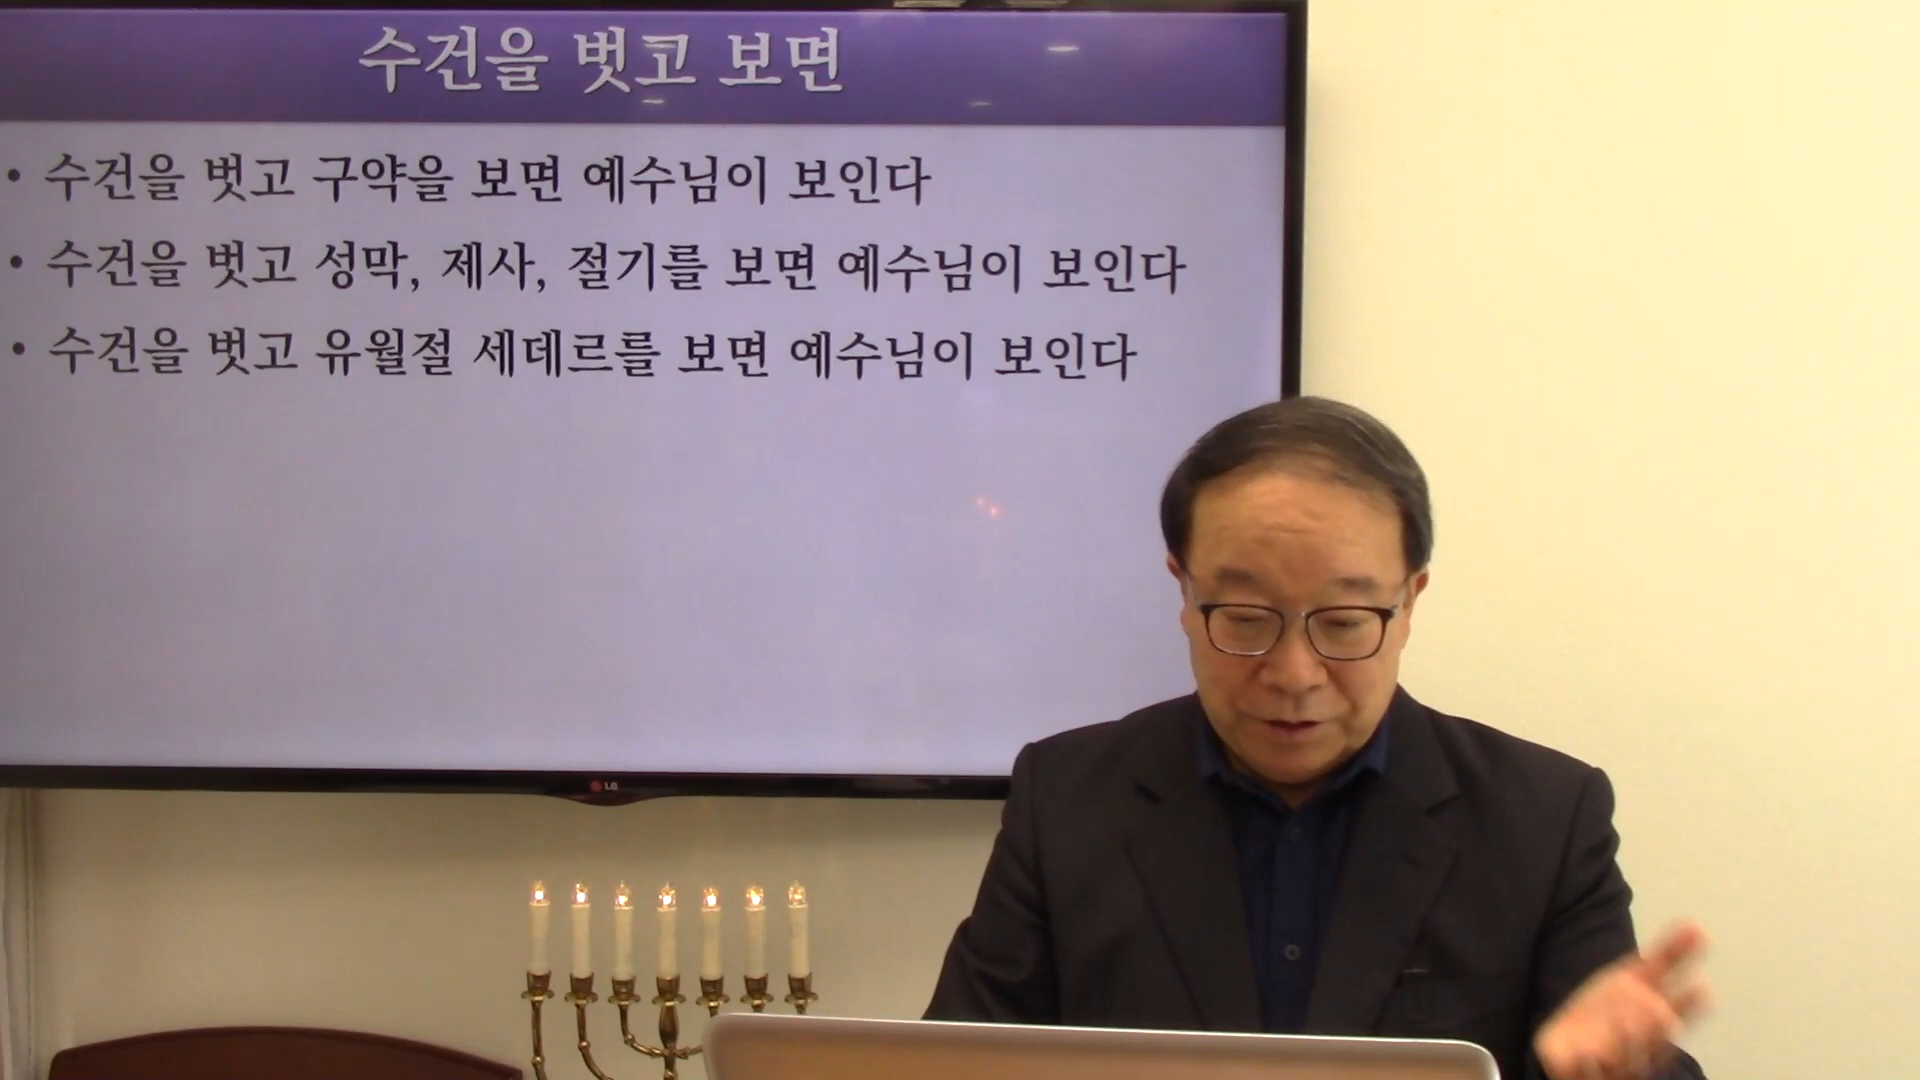 수건을 벗고 보면
• 수건을 벗고 구약을 보면 예수님이 보인다
• 수건을 벗고 성막, 제사, 절기를 보면 예수님이 보인다
• 수건을 벗고 유월절 세데르를 보면 예수님이 보인다
LG